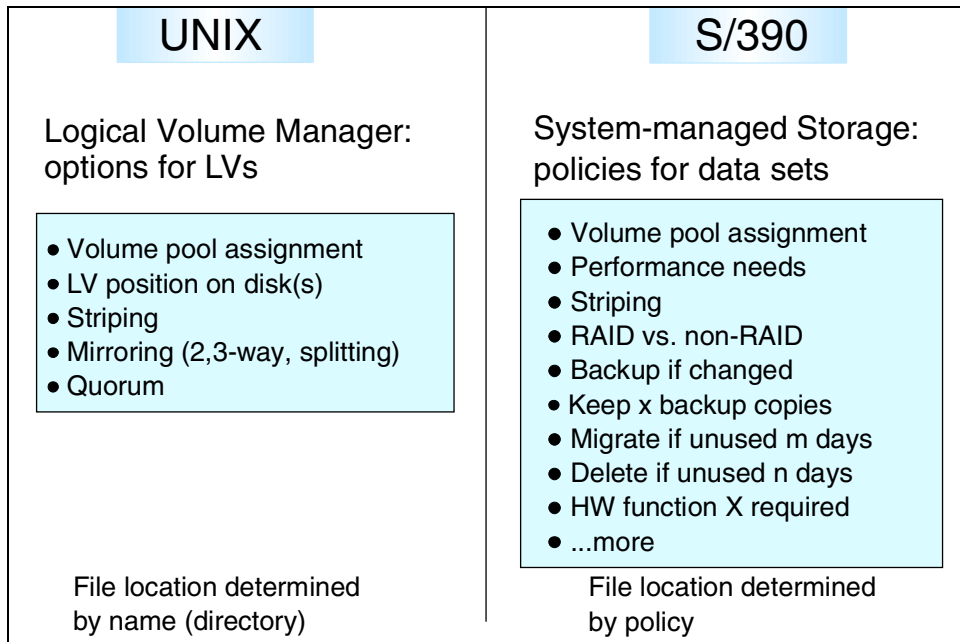 UNIX
Logical Volume Manager:
options for LVs
● Volume pool assignment
● LV position on disk(s)
● Striping
● Mirroring (2,3-way, splitting)
● Quorum
File location determined
by name (directory)
S/390
System-managed Storage:
policies for data sets
● Volume pool assignment
● Performance needs
● Striping
● RAID vs. non-RAID
● Backup if changed
● Keep x backup copies
● Migrate if unused m days
● Delete if unused n days
● HW function X required
● ...more
File location determined
by policy